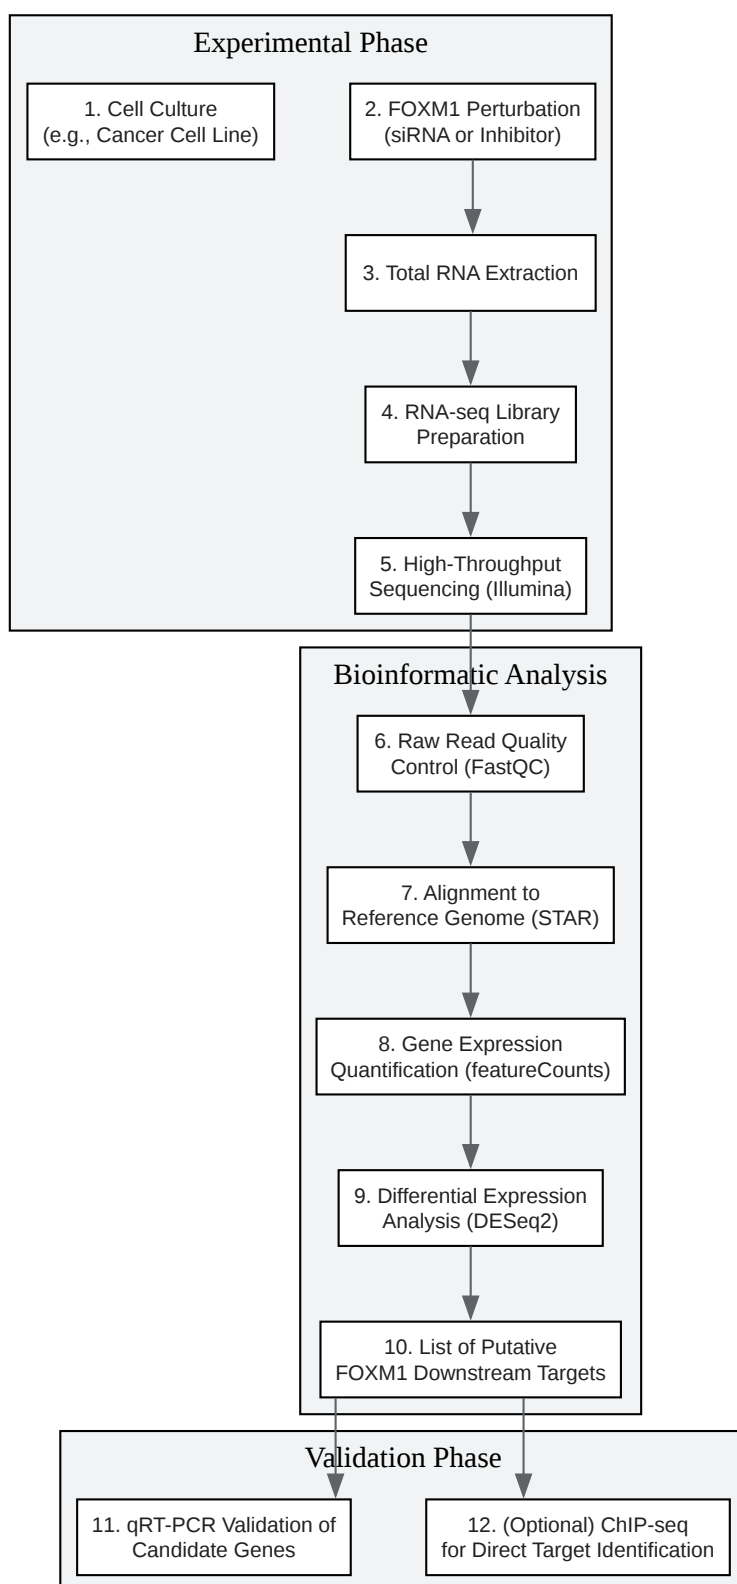 Experimental Phase
1. Cell Culture
(e.g., Cancer Cell Line)
2. FOXM1 Perturbation
(siRNA or Inhibitor)
3. Total RNA Extraction
4. RNA-seq Library
Preparation
5. High-Throughput
Sequencing (Illumina)
Bioinformatic Analysis
6. Raw Read Quality
Control (FastQC)
7. Alignment to
Reference Genome (STAR)
8. Gene Expression
Quantification (featureCounts)
9. Differential Expression
Analysis (DESeq2)
10. List of Putative
FOXM1 Downstream Targets
Validation Phase
11. qRT-PCR Validation of
Candidate Genes
12. (Optional) ChIP-seq
for Direct Target Identification